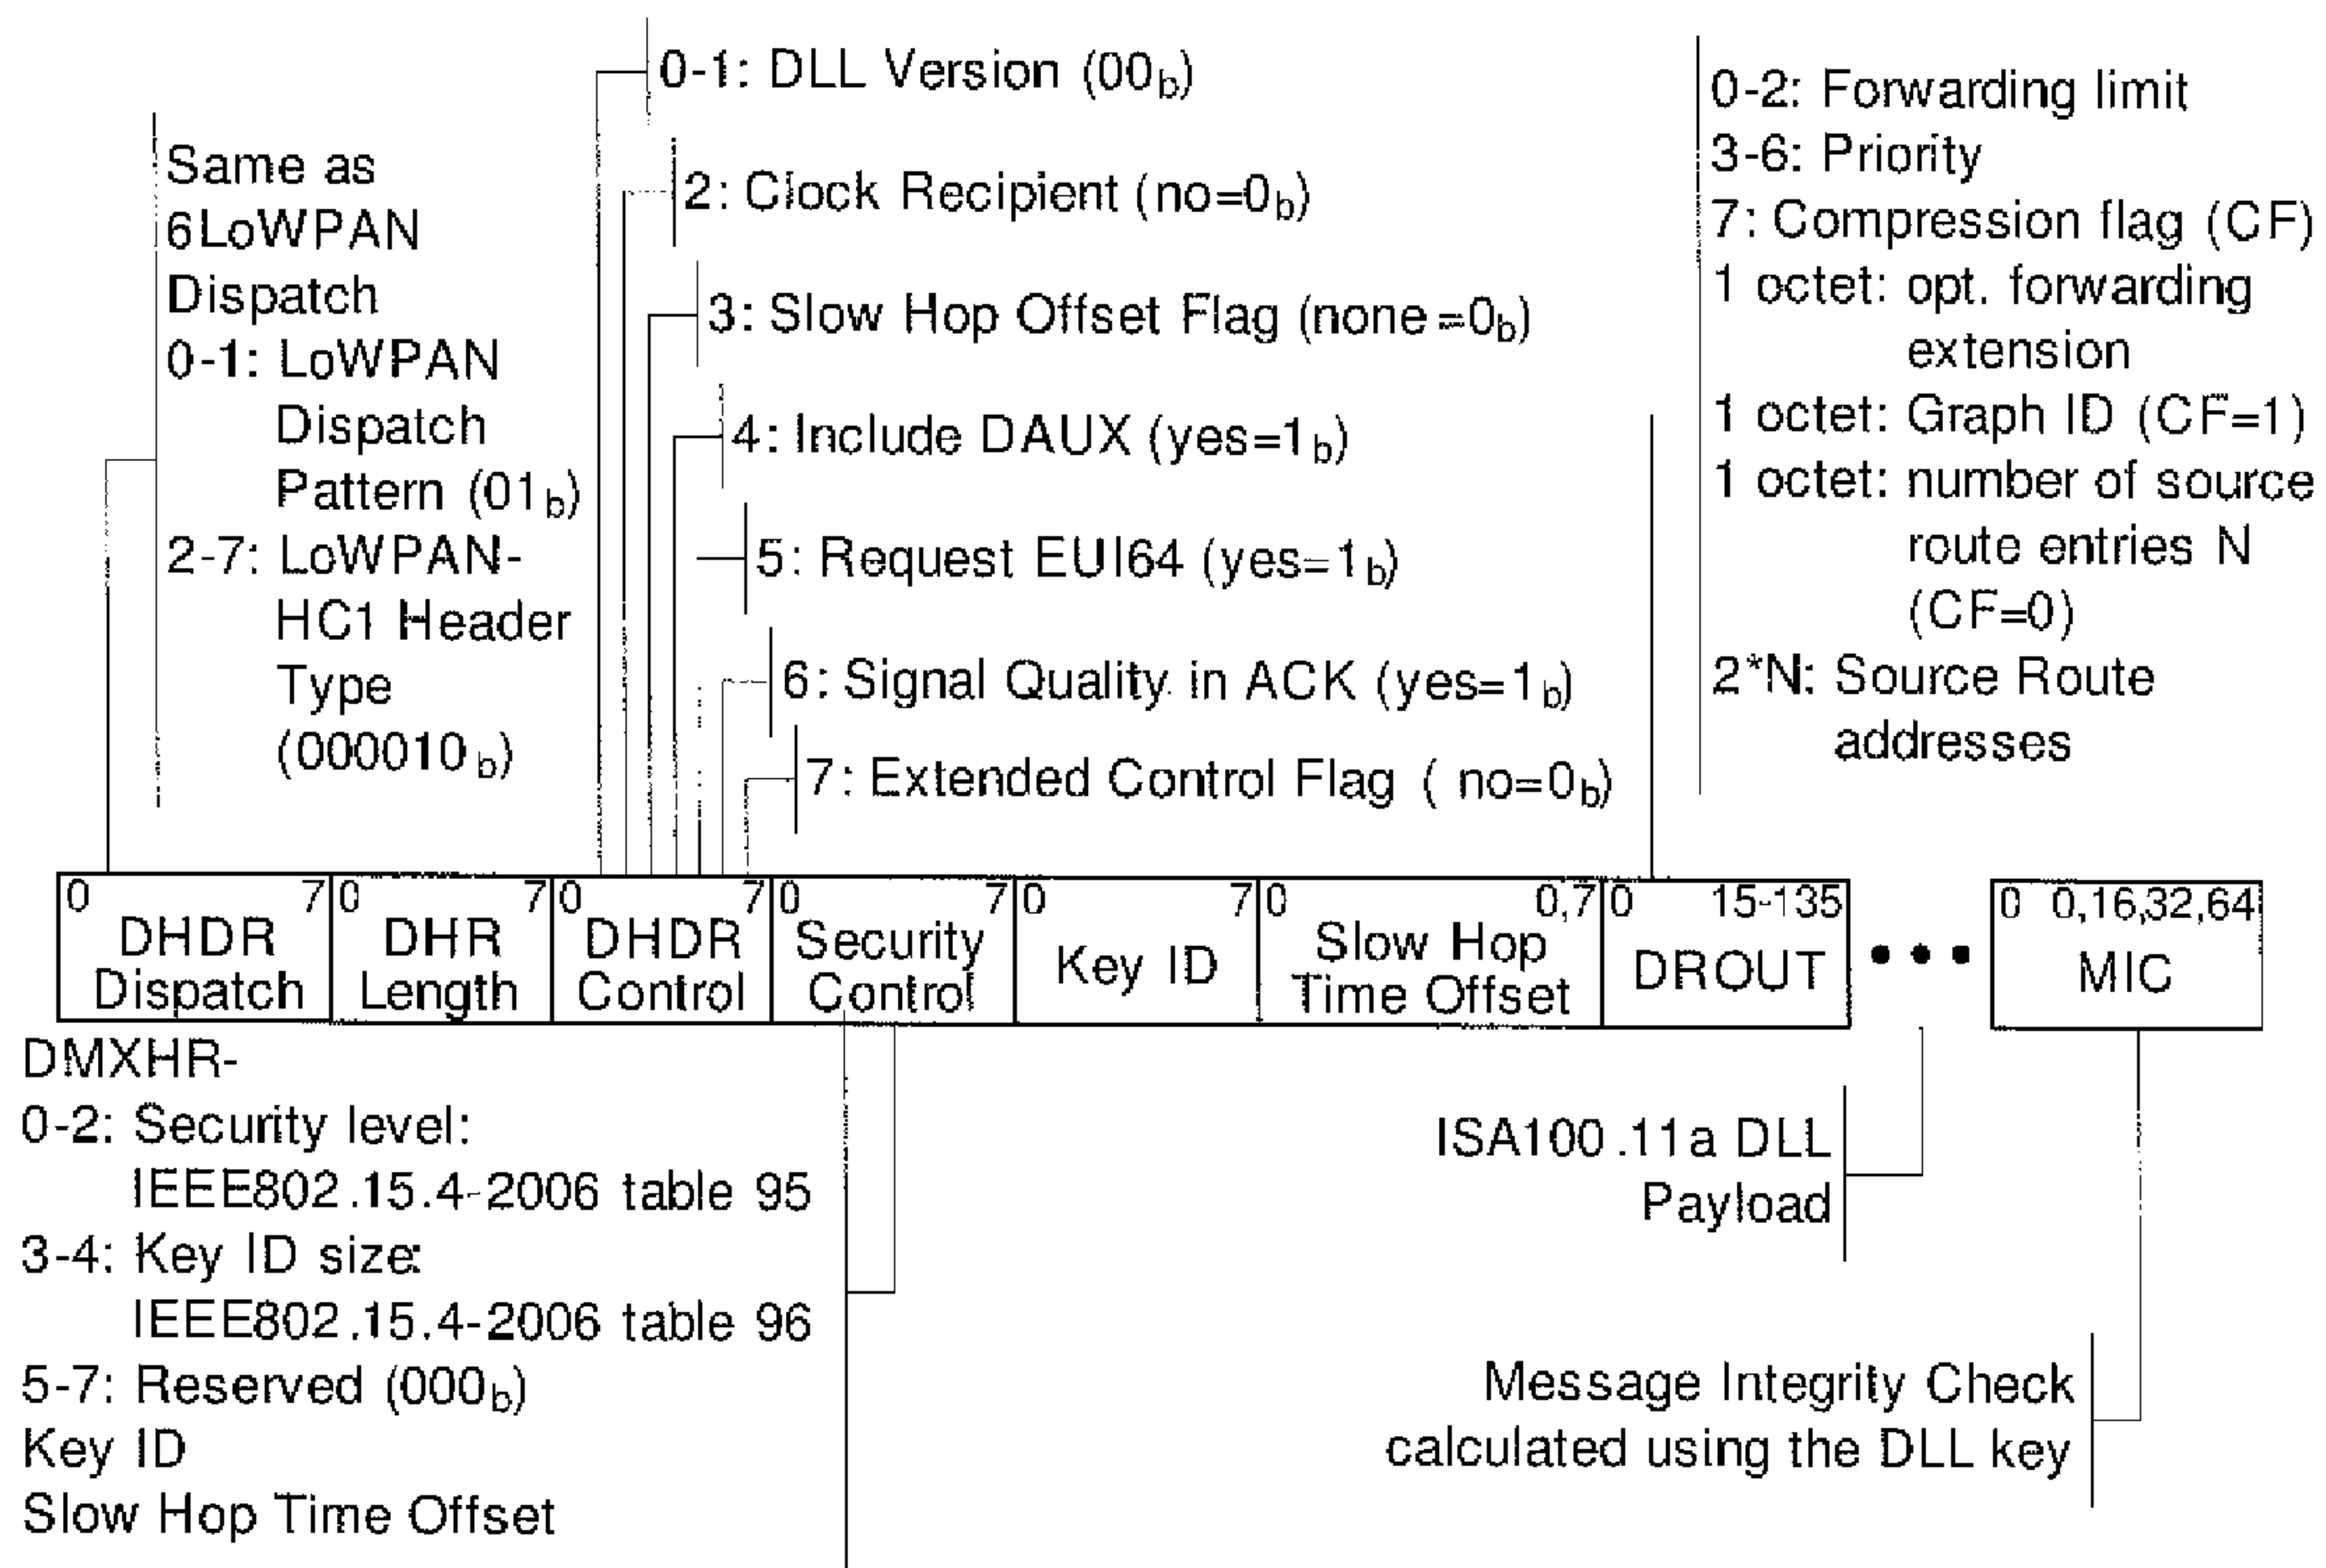 0-1: DLL Version (00b)
2: Clock Recipient (no=0b)
3: Slow Hop Offset Flag (none=0b)
4: Include DAUX (yes=1b)
5: Request EUI64 (yes=1b)
6: Signal Quality in ACK (yes=1b)
7: Extended Control Flag ( no=0b)
Same as
6LoWPAN
Dispatch
0-1: LoWPAN
Dispatch
Pattern (01b)
2-7: LoWPAN-
HC1 Header
Type
(000010b)
0-2: Forwarding limit
3-6: Priority
7: Compression flag (CF)
1 octet: opt. forwarding
extension
1 octet: Graph ID (CF=1)
1 octet: number of source
route entries N
(CF=0)
2*N: Source Route
addresses
0 7 0 7 0 7 0 7 0 7 0 0,7 0 15-135 0 0,16,32,64
DHDR
Dispatch
DHR
Length
DHDR
Control
Security
Control
Key ID
Slow Hop
Time Offset
DROUT
MIC
DMXHR-
0-2: Security level:
IEEE802.15.4-2006 table 95
3-4: Key ID size:
IEEE802.15.4-2006 table 96
5-7: Reserved (000b)
Key ID
Slow Hop Time Offset
ISA100.11a DLL
Payload
Message Integrity Check
calculated using the DLL key